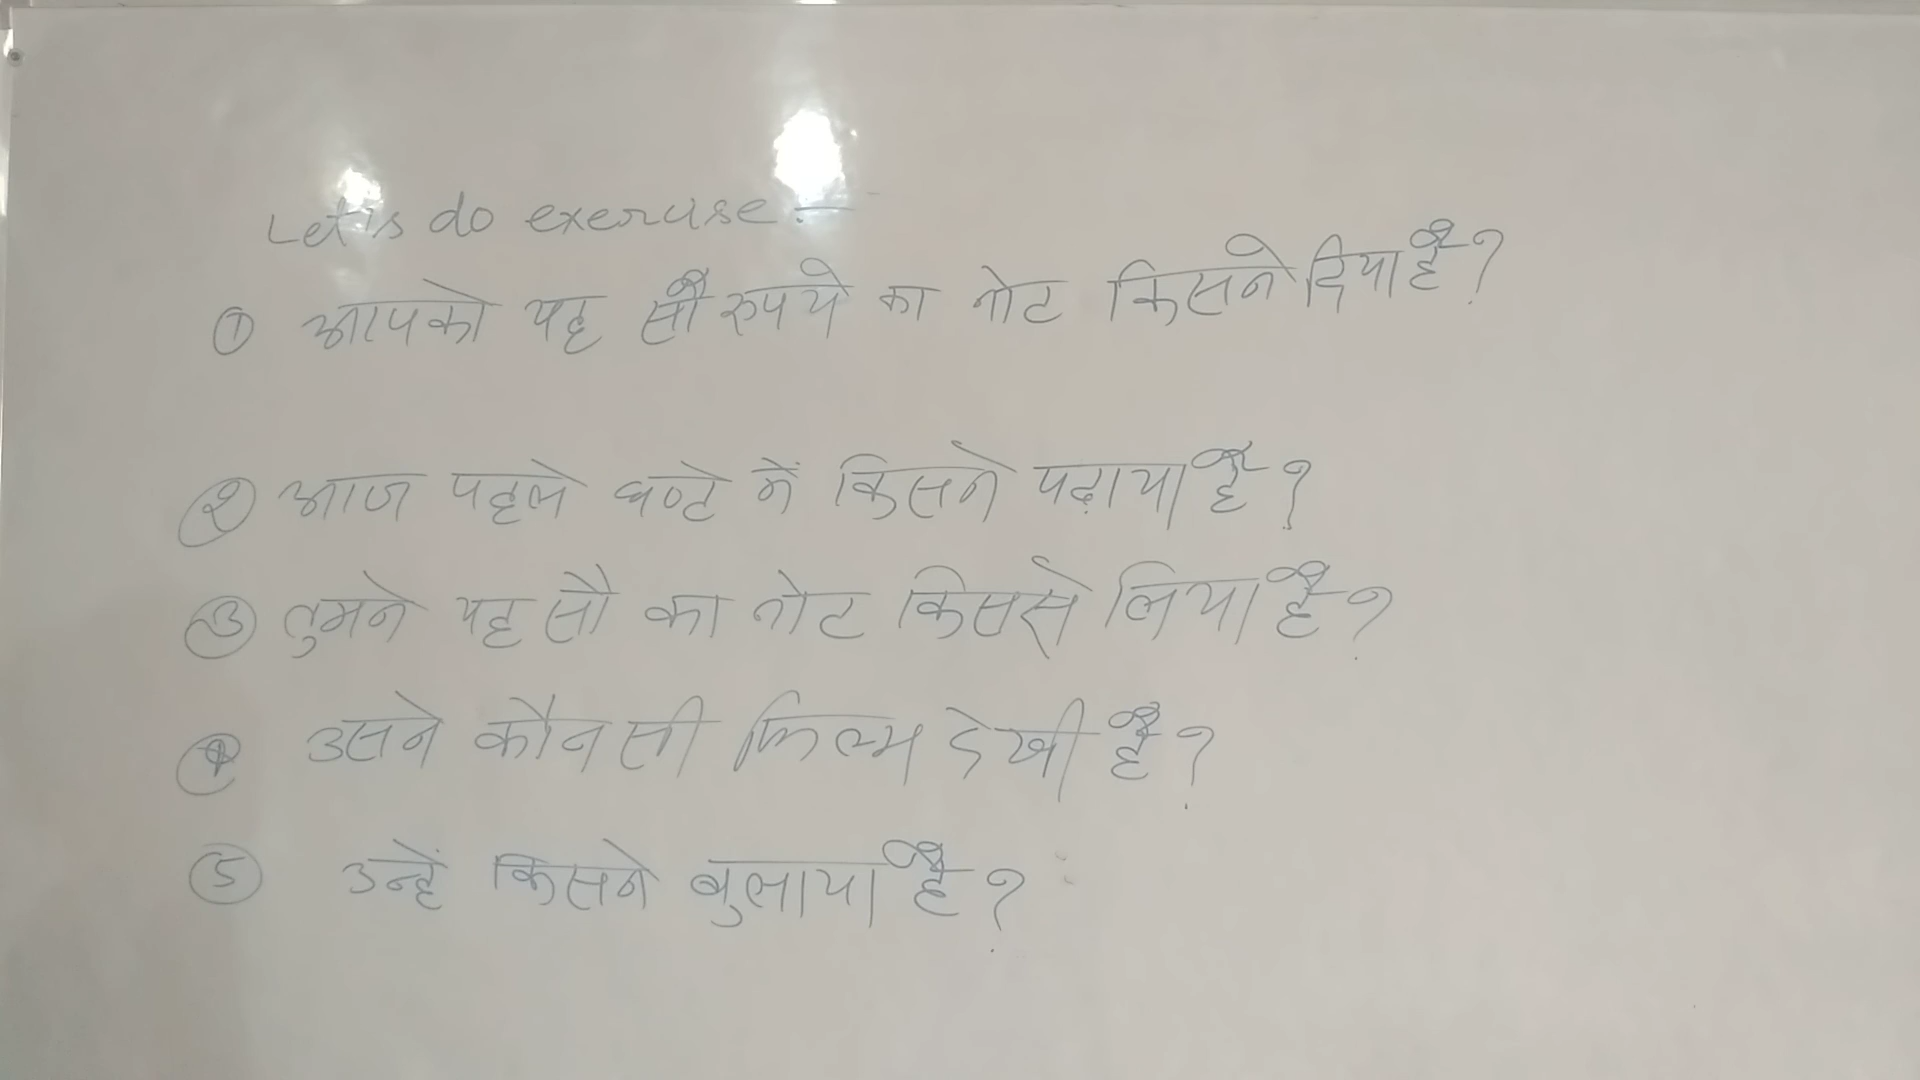 Let's do exercise:-
① आपको यह सौ रुपये का नोट किसने दिया है?
② आज पहले घण्टे में किसने पढ़ाया है?
③ तुमने यह सौ का नोट किससे लिया है?
④ उसने कौन सी फिल्म देखी है?
⑤ उन्हें किसने बुलाया है?